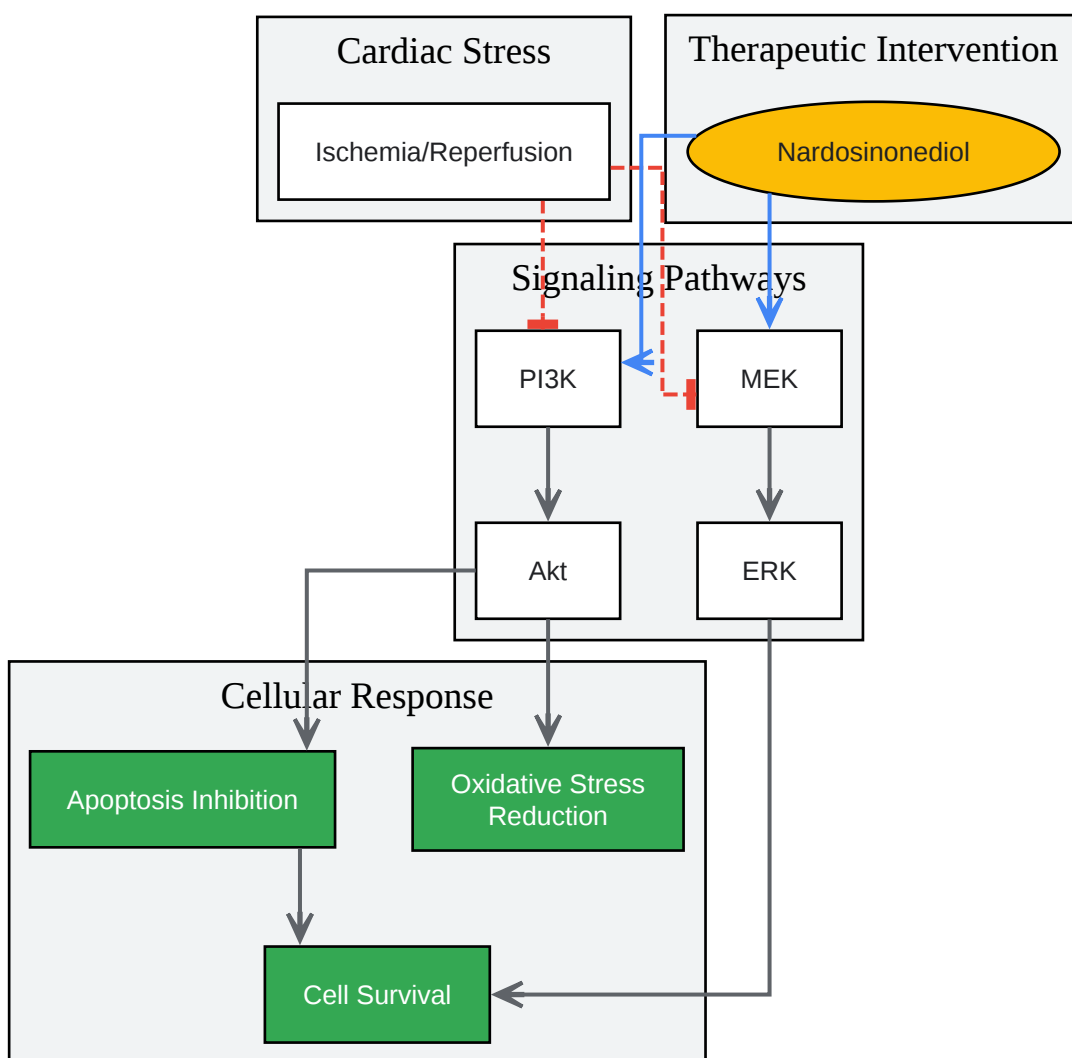 Cardiac Stress
Therapeutic Intervention
Ischemia/Reperfusion
Nardosinonediol
Signaling Pathways
PI3K
MEK
Akt
ERK
Cellular Response
Apoptosis Inhibition
Oxidative Stress
Reduction
Cell Survival